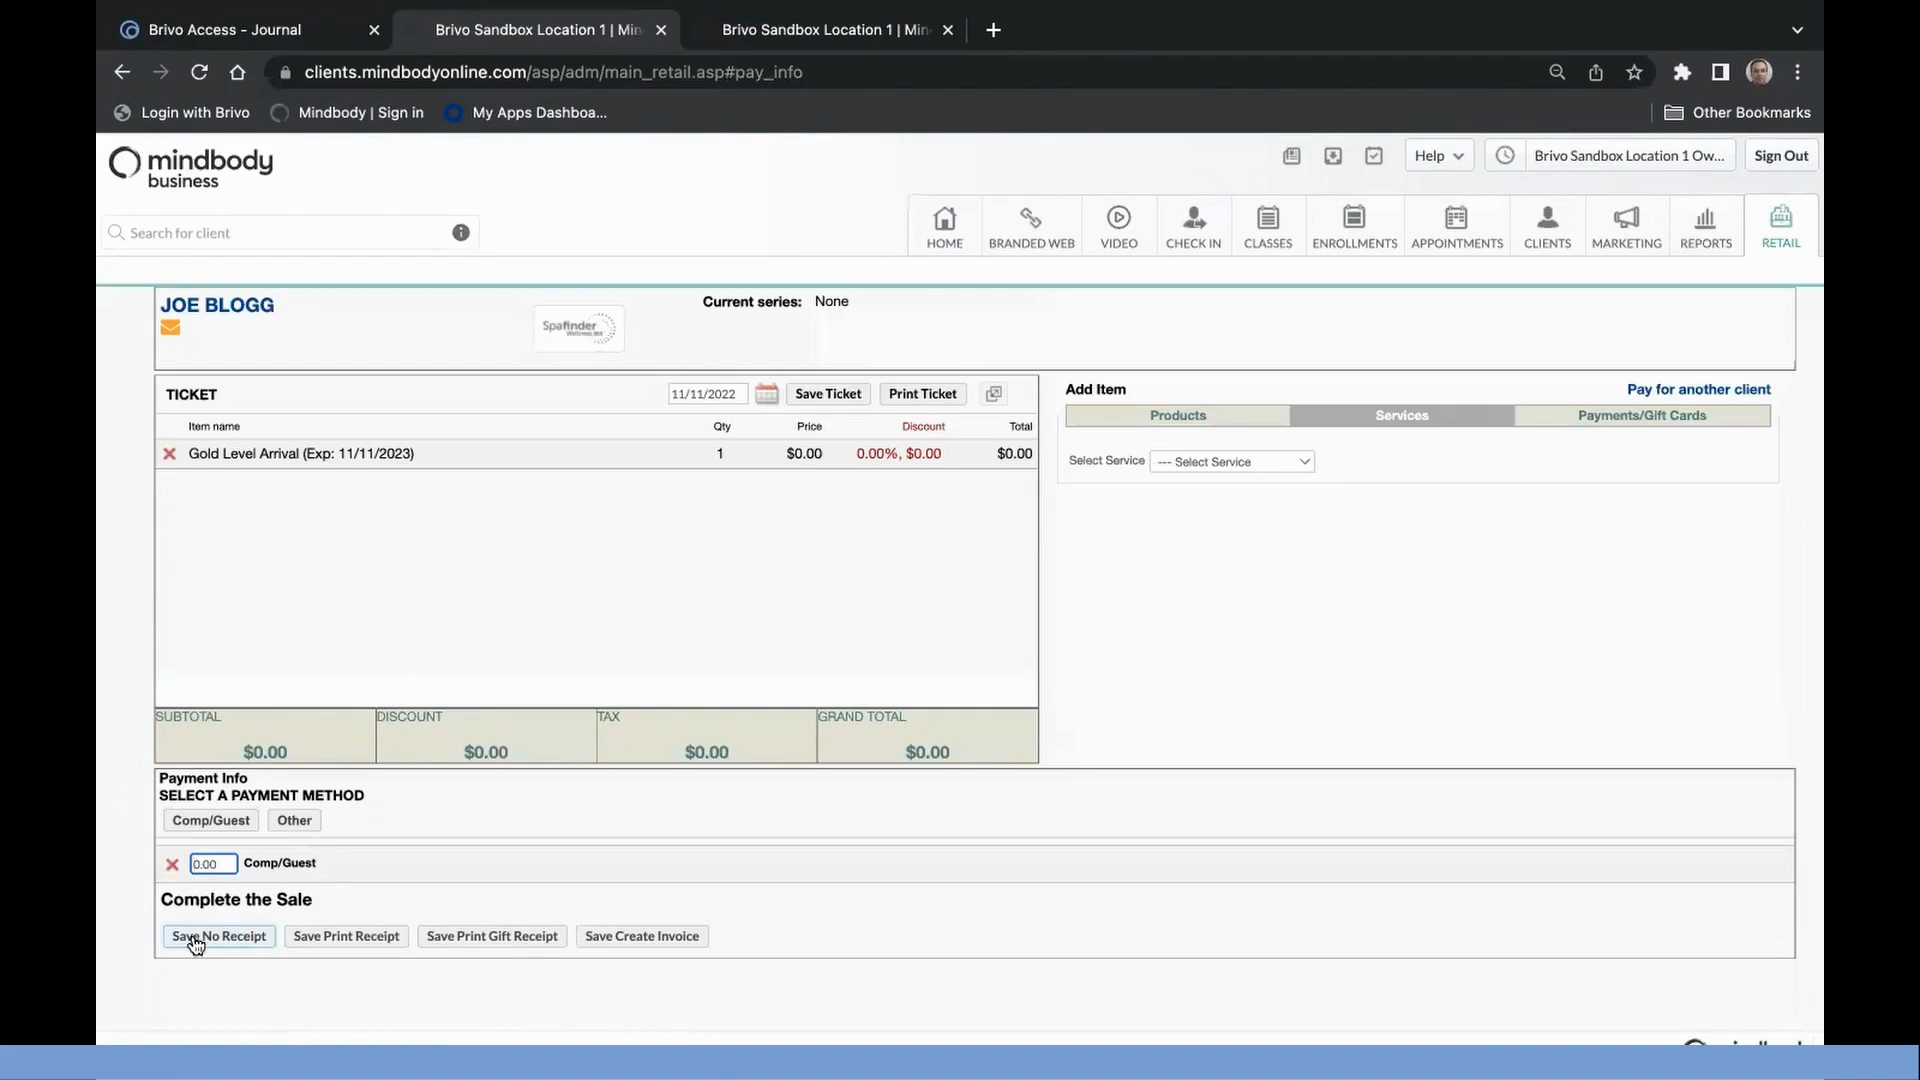 Brivo Access - Journal
Brivo Sandbox Location 1 | Min
Brivo Sandbox Location 1 | Min
clients.mindbodyonline.com/asp/adm/main_retail.asp#pay_info
Login with Brivo
Mindbody | Sign in
My Apps Dashboa...
Other Bookmarks
mindbody
business
Help
Brivo Sandbox Location 1 Ow...
Sign Out
Search for client
HOME
BRANDED WEB
VIDEO
CHECK IN
CLASSES
ENROLLMENTS
APPOINTMENTS
CLIENTS
MARKETING
REPORTS
RETAIL
JOE BLOGG
Spafinder
Current series: None
TICKET
11/11/2022
Save Ticket
Print Ticket
Item name Qty Price Discount Total
Gold Level Arrival (Exp: 11/11/2023) 1 $0.00 0.00%, $0.00 $0.00
Add Item
Pay for another client
Products
Services
Payments/Gift Cards
Select Service --- Select Service
SUBTOTAL DISCOUNT TAX GRAND TOTAL
$0.00 $0.00 $0.00 $0.00
Payment Info
SELECT A PAYMENT METHOD
Comp/Guest
Other
0.00 Comp/Guest
Complete the Sale
Save No Receipt
Save Print Receipt
Save Print Gift Receipt
Save Create Invoice